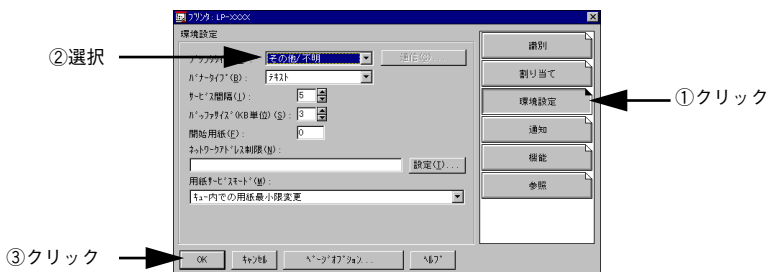 プリンタ: LP-XXXX
環境設定
②選択
その他/不明
通信(O)...
バナータイプ(B):
テキスト
サービス間隔(L):
5
バッファサイズ(KB単位)(S):
3
開始用紙(F):
0
ネットワークアドレス制限(N):
設定(T)...
用紙サービスモード(M):
キュー内での用紙最小限変更
識別
割り当て
環境設定
①クリック
通知
機能
参照
③クリック
OK
キャンセル
ページオプション...
ヘルプ